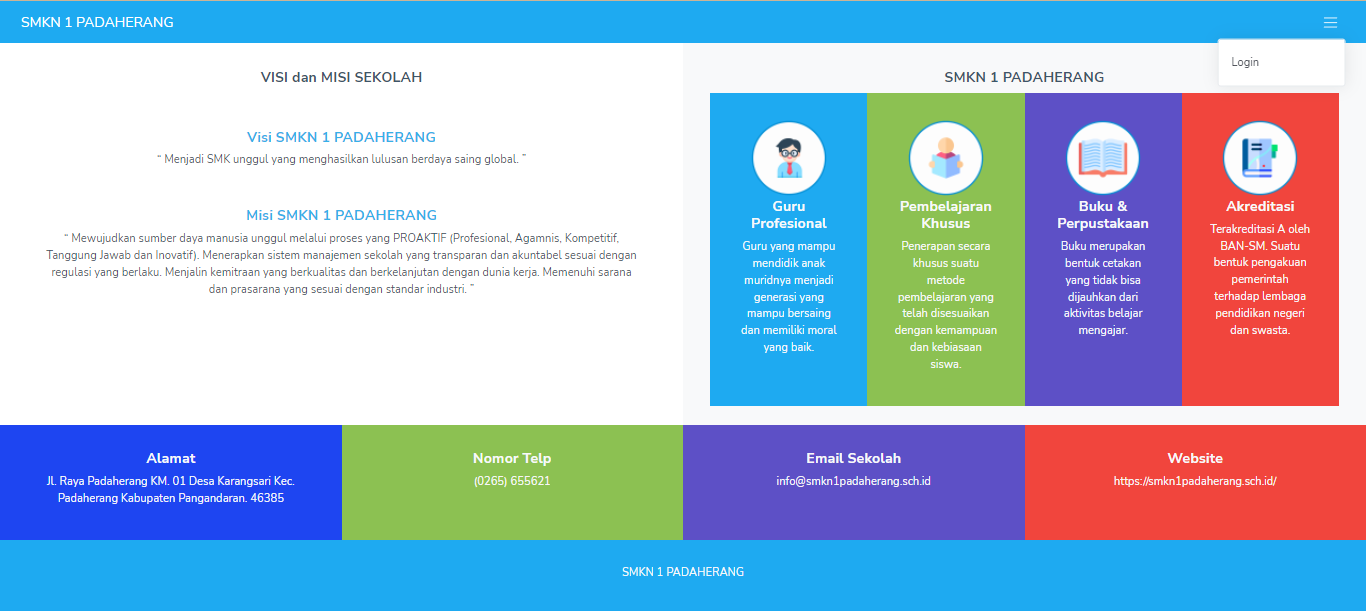 SMKN 1 PADAHERANG
Login
VISI dan MISI SEKOLAH
Visi SMKN 1 PADAHERANG
“ Menjadi SMK unggul yang menghasilkan lulusan berdaya saing global. ”
Misi SMKN 1 PADAHERANG
“ Mewujudkan sumber daya manusia unggul melalui proses yang PROAKTIF (Profesional, Agamnis, Kompetitif,
Tanggung Jawab dan Inovatif). Menerapkan sistem manajemen sekolah yang transparan dan akuntabel sesuai dengan
regulasi yang berlaku. Menjalin kemitraan yang berkualitas dan berkelanjutan dengan dunia kerja. Memenuhi sarana
dan prasarana yang sesuai dengan standar industri. ”
SMKN 1 PADAHERANG
Guru
Profesional
Guru yang mampu
mendidik anak
muridnya menjadi
generasi yang
mampu bersaing
dan memiliki moral
yang baik.
Pembelajaran
Khusus
Penerapan secara
khusus suatu
metode
pembelajaran yang
telah disesuaikan
dengan kemampuan
dan kebiasaan
siswa.
Buku &
Perpustakaan
Buku merupakan
bentuk cetakan
yang tidak bisa
dijauhkan dari
aktivitas belajar
mengajar.
Akreditasi
Terakreditasi A oleh
BAN-SM. Suatu
bentuk pengakuan
pemerintah
terhadap lembaga
pendidikan negeri
dan swasta.
Alamat
Jl. Raya Padaherang KM. 01 Desa Karangsari Kec.
Padaherang Kabupaten Pangandaran. 46385
Nomor Telp
(0265) 655621
Email Sekolah
info@smkn1padaherang.sch.id
Website
https://smkn1padaherang.sch.id/
SMKN 1 PADAHERANG